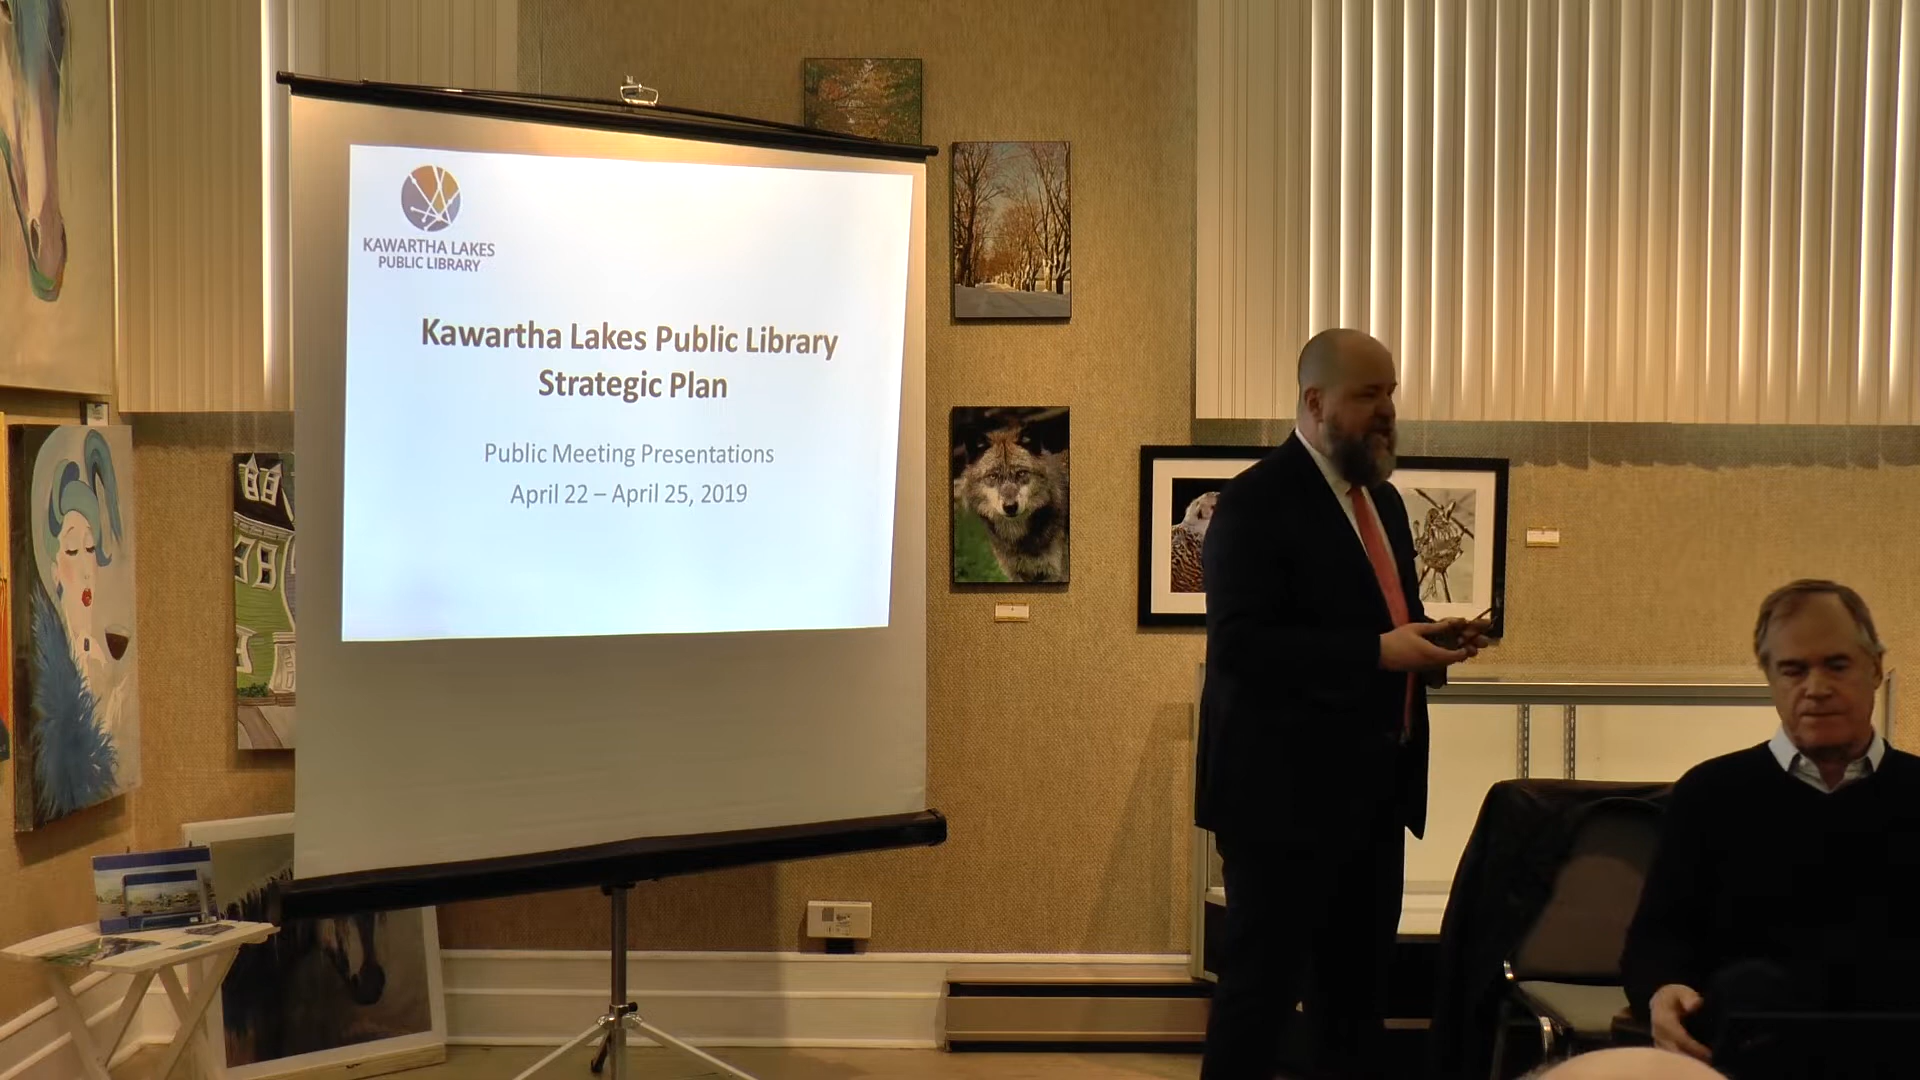 KAWARTHA LAKES
PUBLIC LIBRARY
Kawartha Lakes Public Library
Strategic Plan
Public Meeting Presentations
April 22 – April 25, 2019